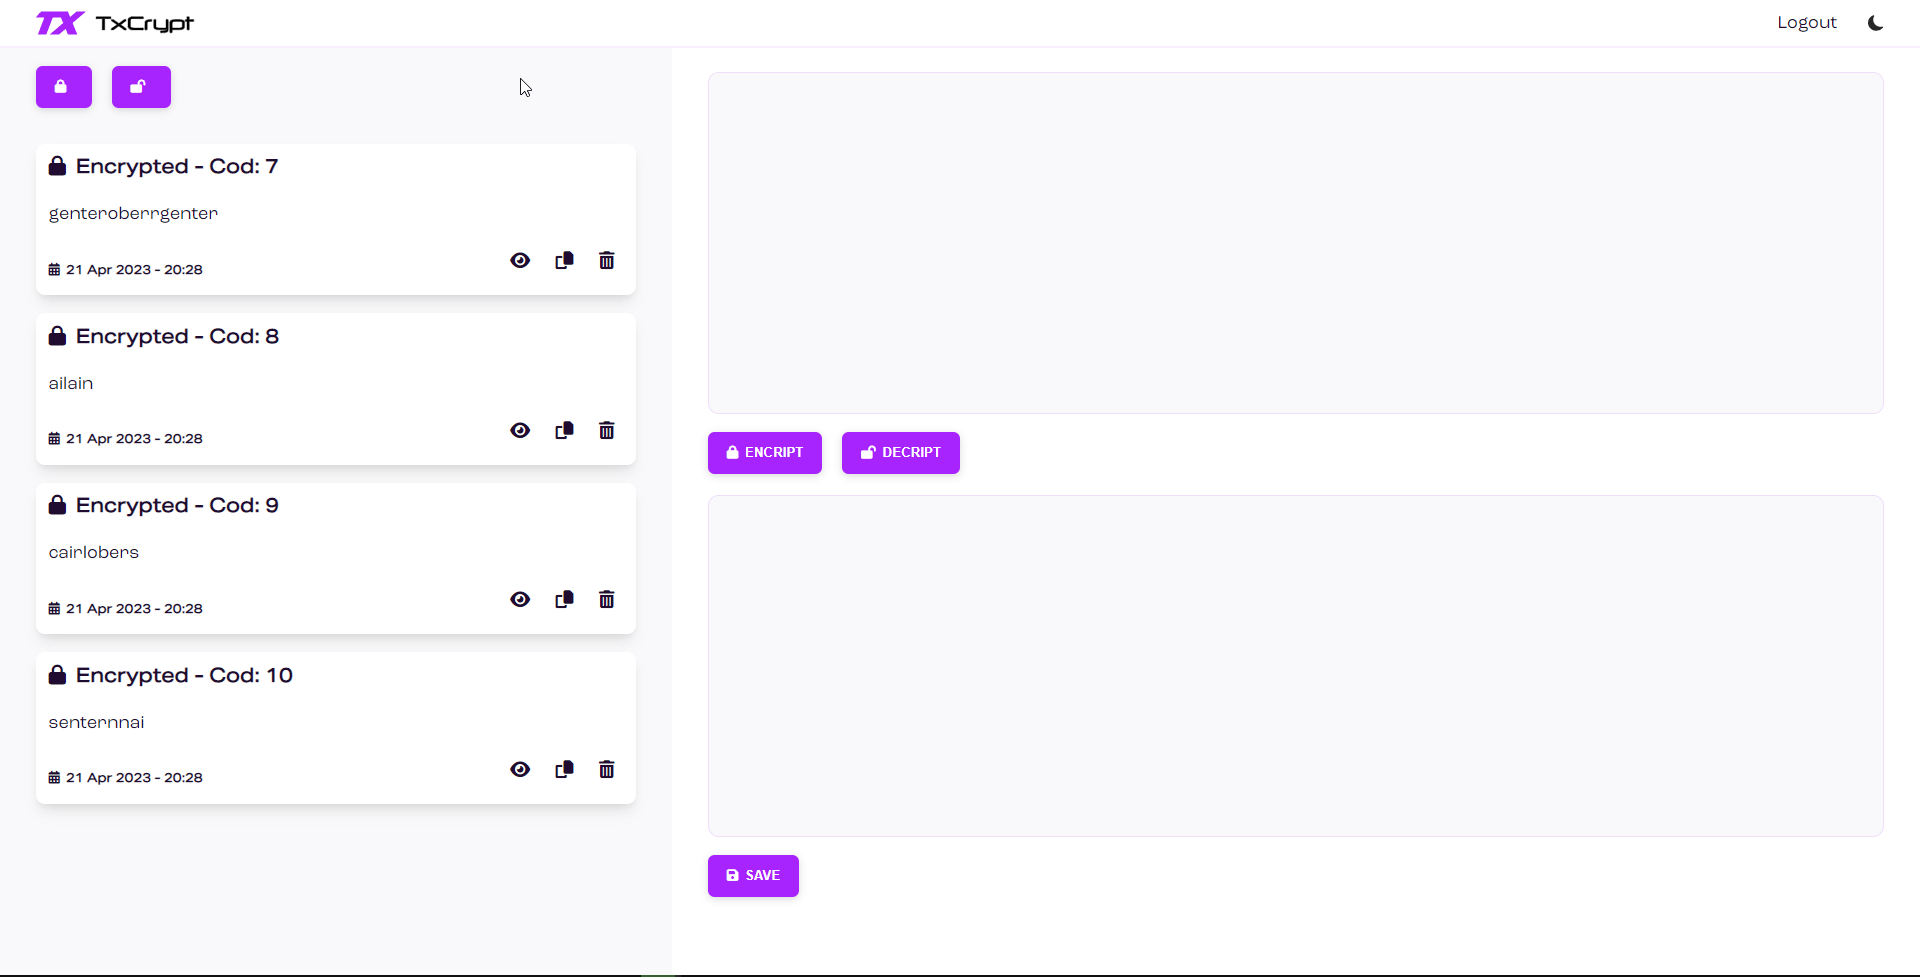 TX TxCrypt
Logout
Encrypted - Cod: 7
genteroberrgenter
21 Apr 2023 - 20:28
Encrypted - Cod: 8
ailain
21 Apr 2023 - 20:28
Encrypted - Cod: 9
cairlobers
21 Apr 2023 - 20:28
Encrypted - Cod: 10
senternnai
21 Apr 2023 - 20:28
ENCRIPT
DECRIPT
SAVE